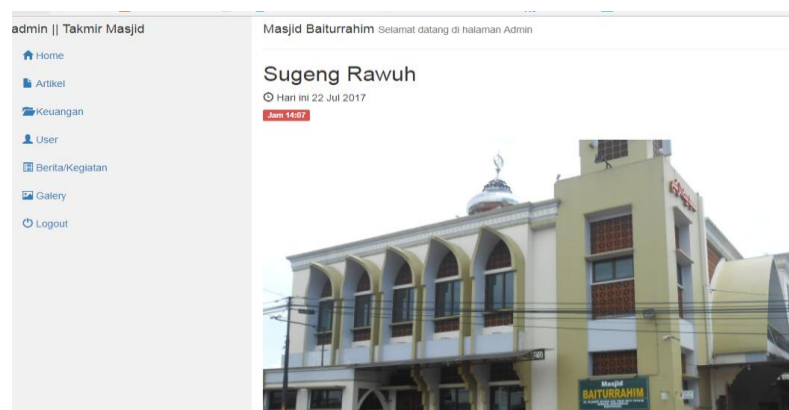 admin || Takmir Masjid
Home
Artikel
Keuangan
User
Berita/Kegiatan
Galery
Logout
Masjid Baiturrahim Selamat datang di halaman Admin
Sugeng Rawuh
Hari ini 22 Jul 2017
Jam 14:07
Masjid
BAITURRAHIM